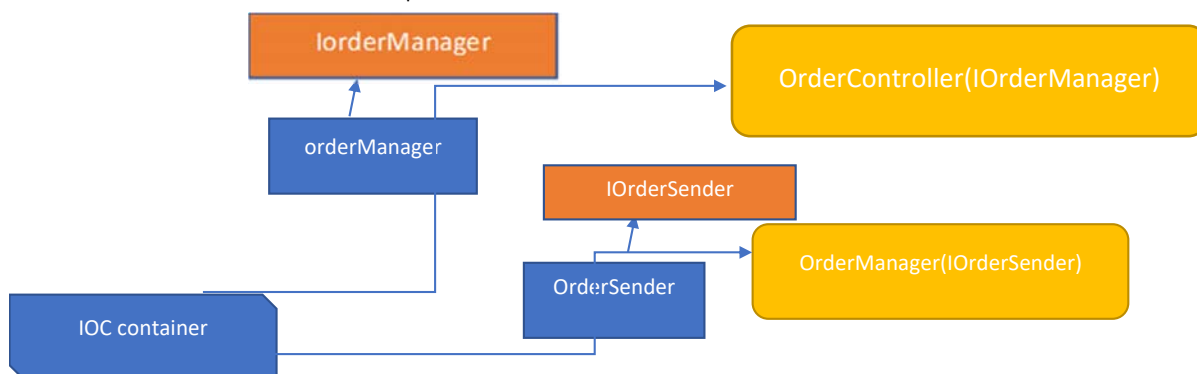 IorderManager
OrderController(IOrderManager)
orderManager
IOrderSender
OrderManager(IOrderSender)
OrderSender
IOC container